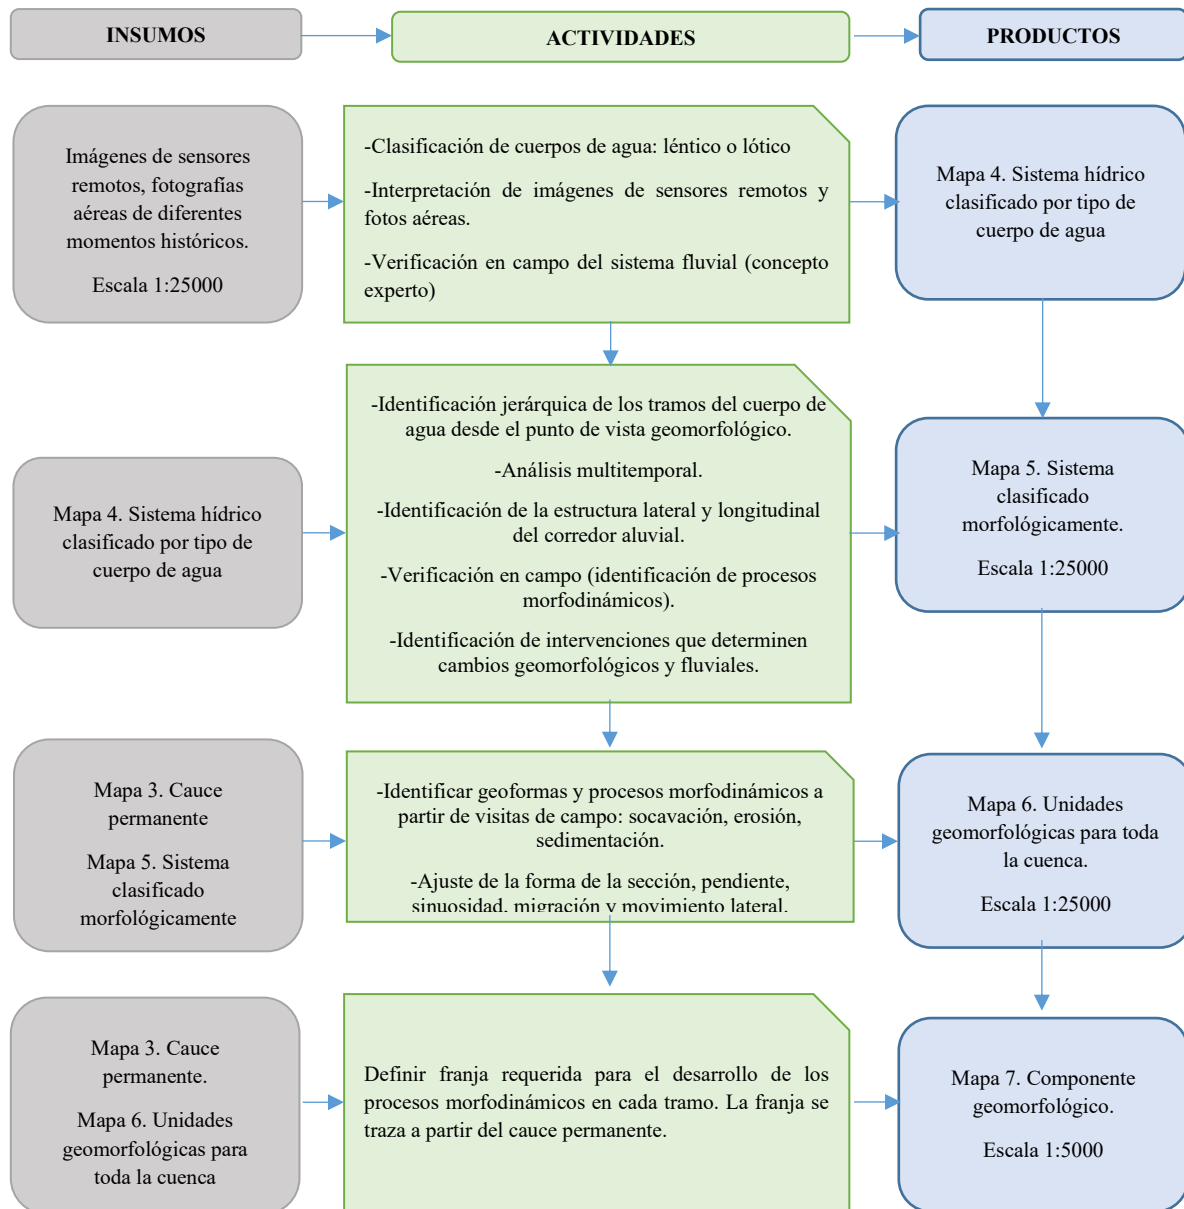 INSUMOS
ACTIVIDADES
PRODUCTOS
Imágenes de sensores
remotos, fotografías
aéreas de diferentes
momentos históricos.
Escala 1:25000
-Clasificación de cuerpos de agua: léntico o lótico
-Interpretación de imágenes de sensores remotos y
fotos aéreas.
-Verificación en campo del sistema fluvial (concepto
experto)
Mapa 4. Sistema hídrico
clasificado por tipo de
cuerpo de agua
Mapa 4. Sistema hídrico
clasificado por tipo de
cuerpo de agua
-Identificación jerárquica de los tramos del cuerpo de
agua desde el punto de vista geomorfológico.
-Análisis multitemporal.
-Identificación de la estructura lateral y longitudinal
del corredor aluvial.
-Verificación en campo (identificación de procesos
morfodinámicos).
-Identificación de intervenciones que determinen
cambios geomorfológicos y fluviales.
Mapa 5. Sistema
clasificado
morfológicamente.
Escala 1:25000
Mapa 3. Cauce
permanente
Mapa 5. Sistema
clasificado
morfológicamente
-Identificar geoformas y procesos morfodinámicos a
partir de visitas de campo: socavación, erosión,
sedimentación.
-Ajuste de la forma de la sección, pendiente,
sinuosidad, migración y movimiento lateral.
Mapa 6. Unidades
geomorfológicas para toda
la cuenca.
Escala 1:25000
Mapa 3. Cauce
permanente.
Mapa 6. Unidades
geomorfológicas para
toda la cuenca
Definir franja requerida para el desarrollo de los
procesos morfodinámicos en cada tramo. La franja se
traza a partir del cauce permanente.
Mapa 7. Componente
geomorfológico.
Escala 1:5000